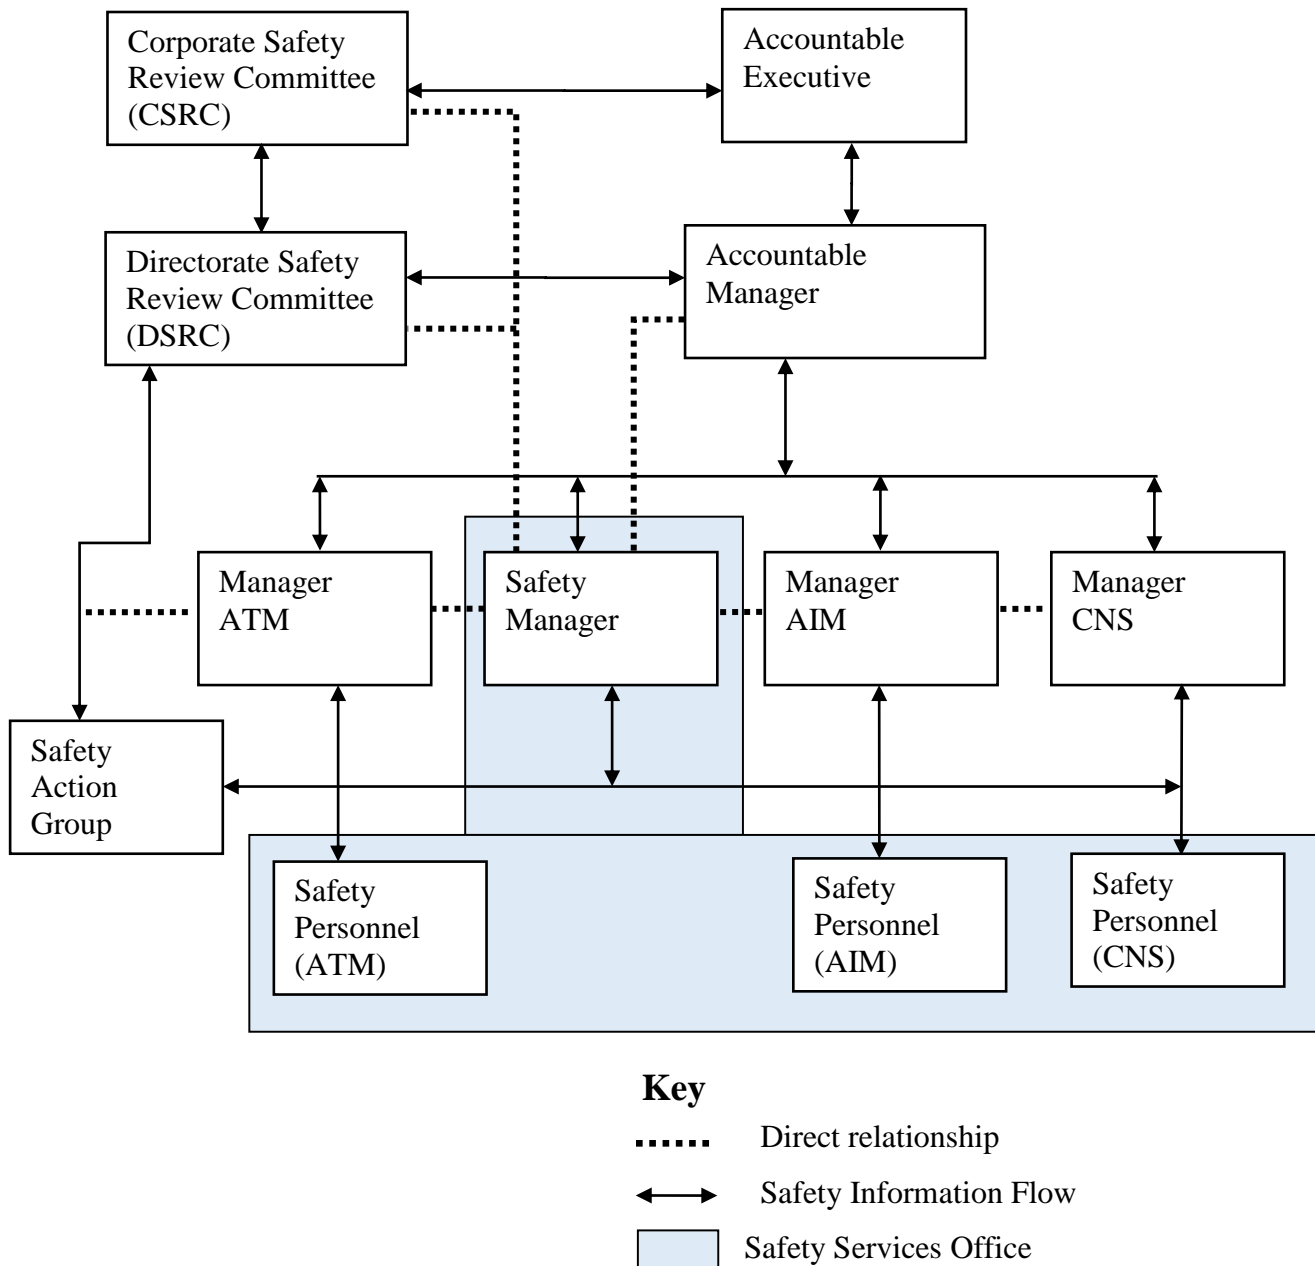 Corporate Safety
Review Committee
(CSRC)
Accountable
Executive
Directorate Safety
Review Committee
(DSRC)
Accountable
Manager
Manager
ATM
Safety
Manager
Manager
AIM
Manager
CNS
Safety
Action
Group
Safety
Personnel
(ATM)
Safety
Personnel
(AIM)
Safety
Personnel
(CNS)
Key
Direct relationship
Safety Information Flow
Safety Services Office